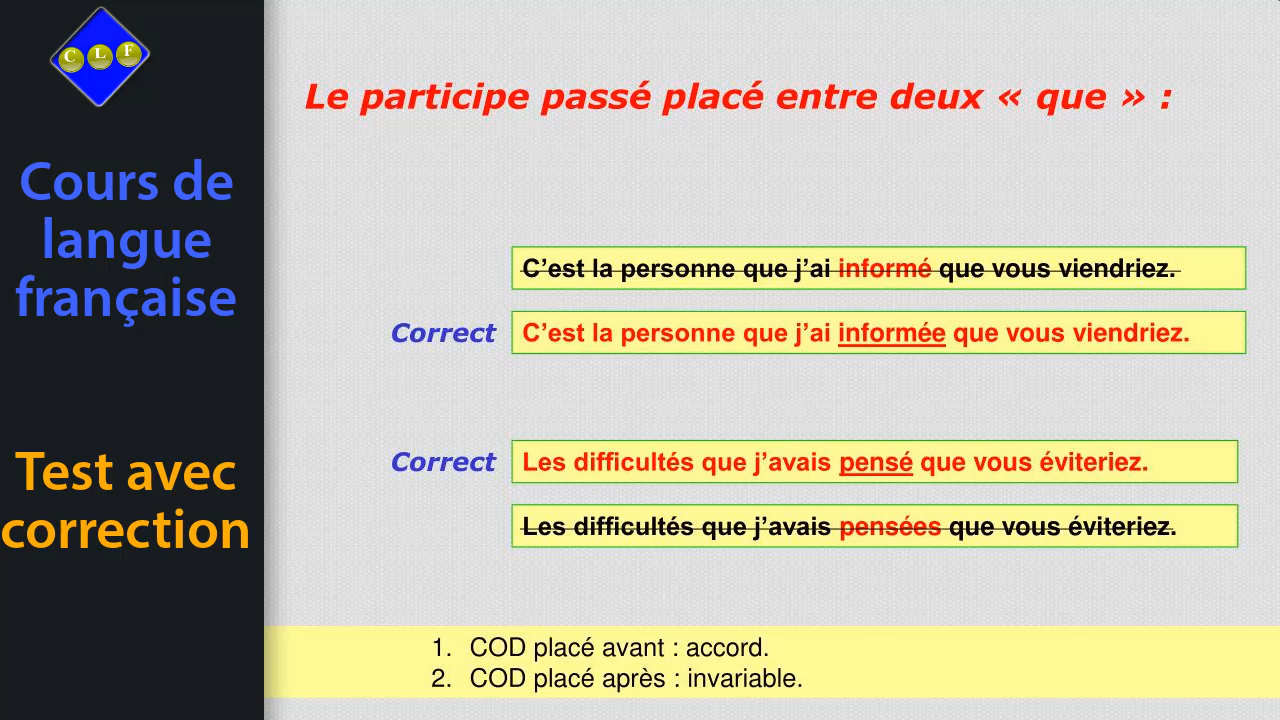 C L F
Cours de
langue
française
Test avec
correction
Le participe passé placé entre deux « que » :
C’est la personne que j’ai informé que vous viendriez.
Correct C’est la personne que j’ai informée que vous viendriez.
Correct Les difficultés que j’avais pensé que vous éviteriez.
Les difficultés que j’avais pensées que vous éviteriez.
1. COD placé avant : accord.
2. COD placé après : invariable.